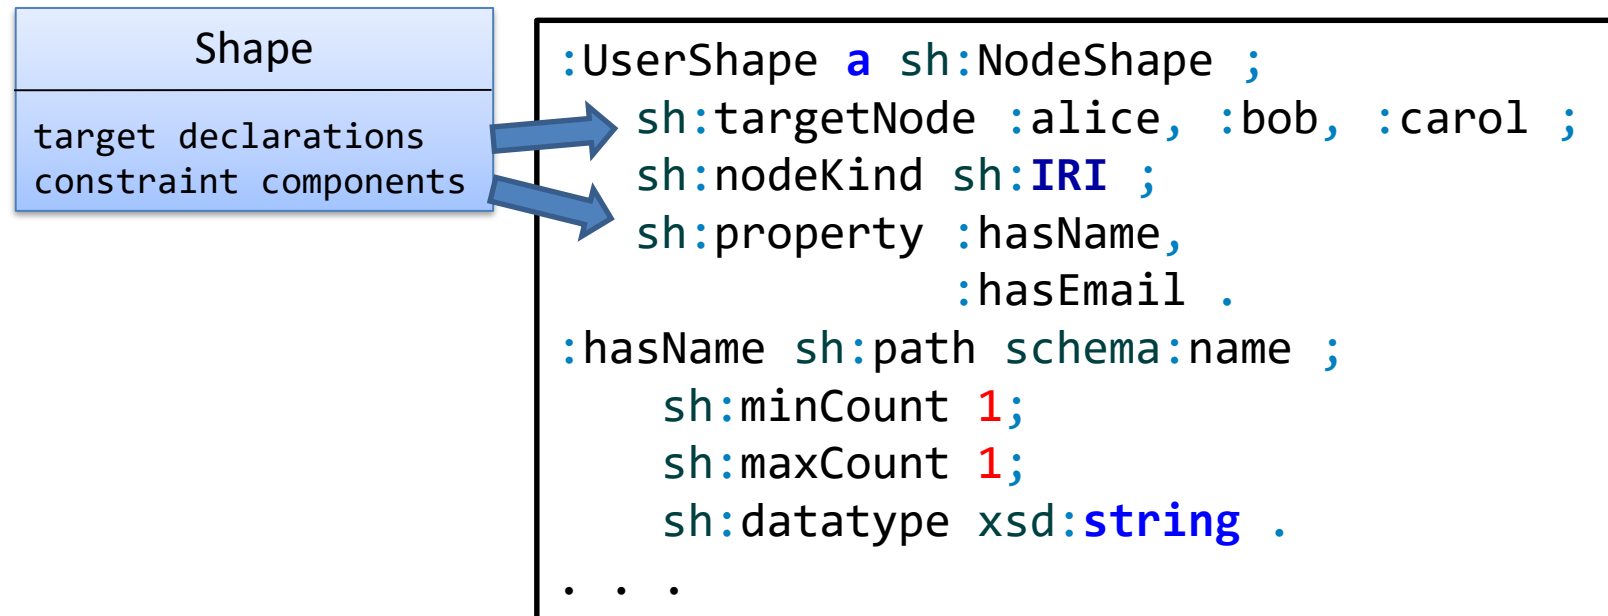 Shape
target declarations
constraint components
:UserShape a sh:NodeShape ;
sh:targetNode :alice, :bob, :carol ;
sh:nodeKind sh:IRI ;
sh:property :hasName,
:hasEmail .
:hasName sh:path schema:name ;
sh:minCount 1;
sh:maxCount 1;
sh:datatype xsd:string .
. . .